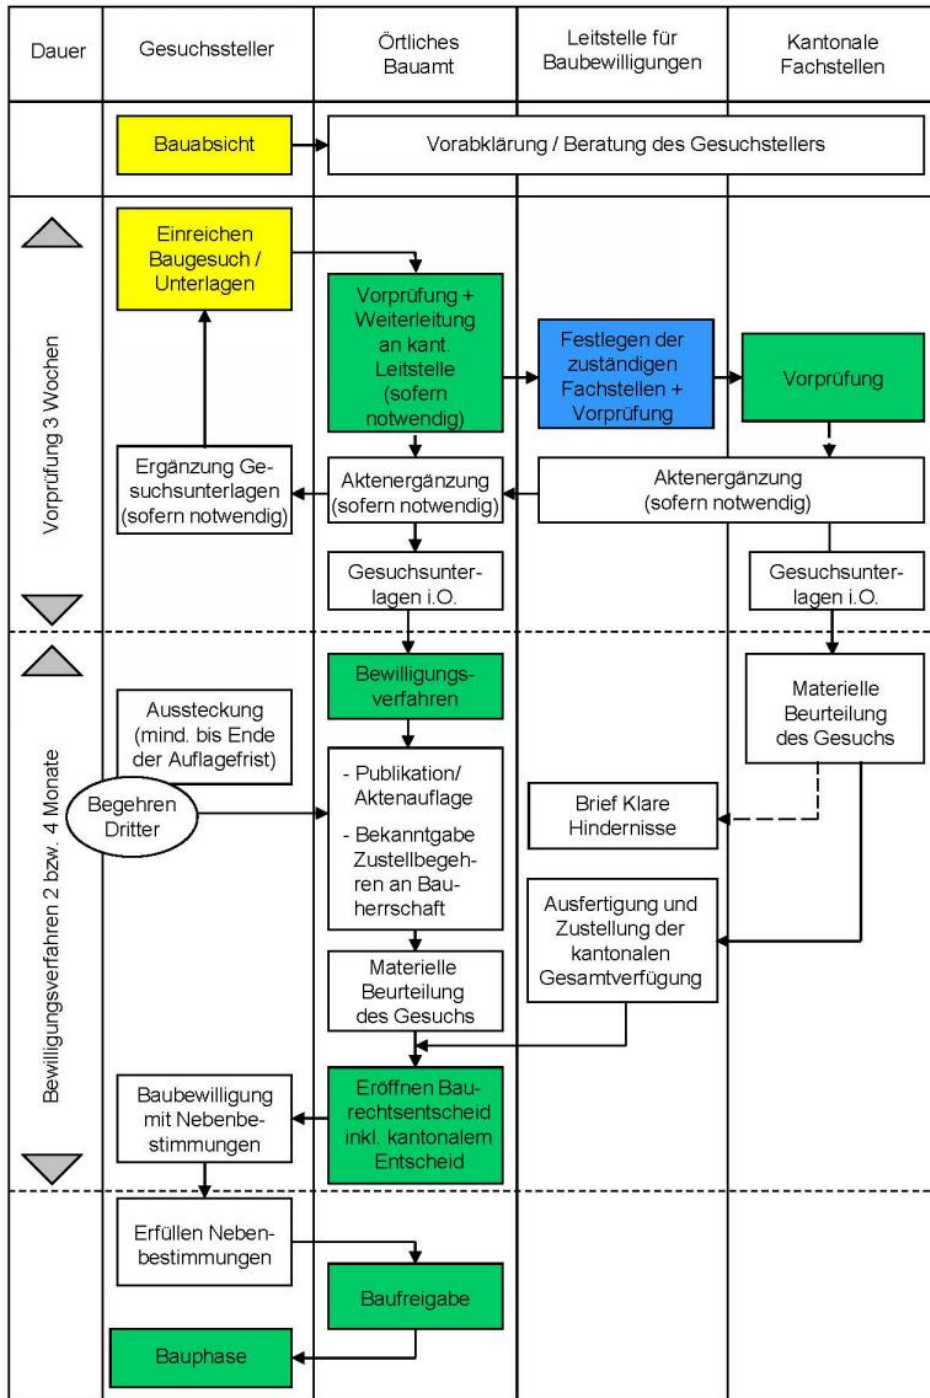 Dauer
Gesuchssteller
Örtliches
Bauamt
Leitstelle für
Baubewilligungen
Kantonale
Fachstellen
Bauabsicht
Vorabklärung / Beratung des Gesuchstellers
Vorprüfung 3 Wochen
Einreichen
Baugesuch /
Unterlagen
Vorprüfung +
Weiterleitung
an kant.
Leitstelle
(sofern
notwendig)
Festlegen der
zuständigen
Fachstellen +
Vorprüfung
Vorprüfung
Ergänzung Ge-
suchsunterlagen
(sofern notwendig)
Aktenergänzung
(sofern notwendig)
Aktenergänzung
(sofern notwendig)
Gesuchsunter-
lagen i.O.
Gesuchsunter-
lagen i.O.
Bewilligungsverfahren 2 bzw. 4 Monate
Bewilligungs-
verfahren
Materielle
Beurteilung
des Gesuchs
Aussteckung
(mind. bis Ende
der Auflagefrist)
Begehren
Dritter
- Publikation/
Aktenauflage
- Bekanntgabe
Zustellbegeh-
ren an Bau-
herrschaft
Brief Klare
Hindernisse
Ausfertigung und
Zustellung der
kantonalen
Gesamtverfügung
Materielle
Beurteilung
des Gesuchs
Baubewilligung
mit Nebenbe-
stimmungen
Eröffnen Bau-
rechtsentscheid
inkl. kantonalem
Entscheid
Erfüllen Neben-
bestimmungen
Baufreigabe
Bauphase